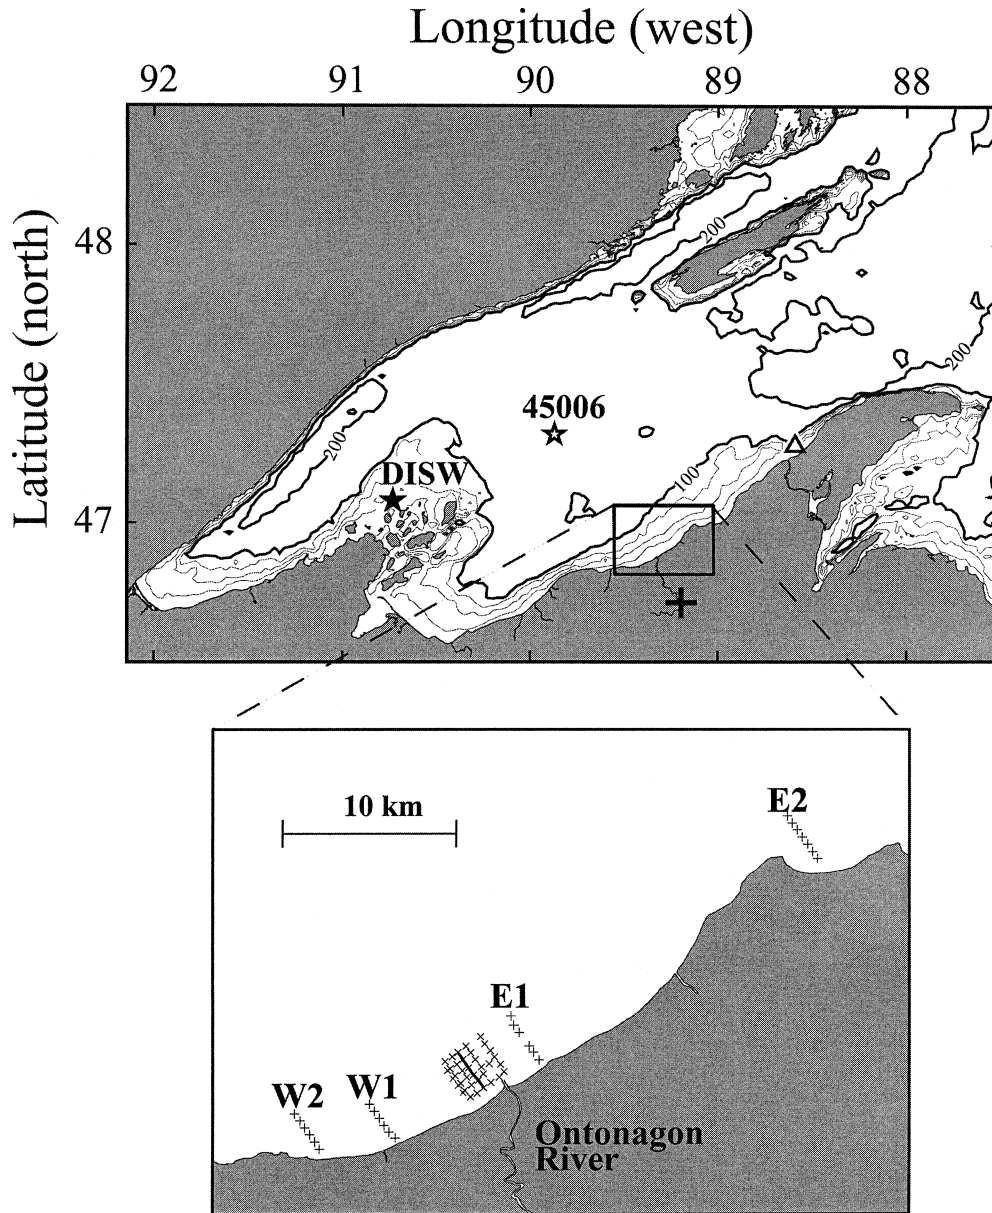 Longitude (west)
92 91 90 89 88
Latitude (north)
48
200
200
45006
200
DISW
100
47
10 km
E2
E1
W2
W1
Ontonagon
River